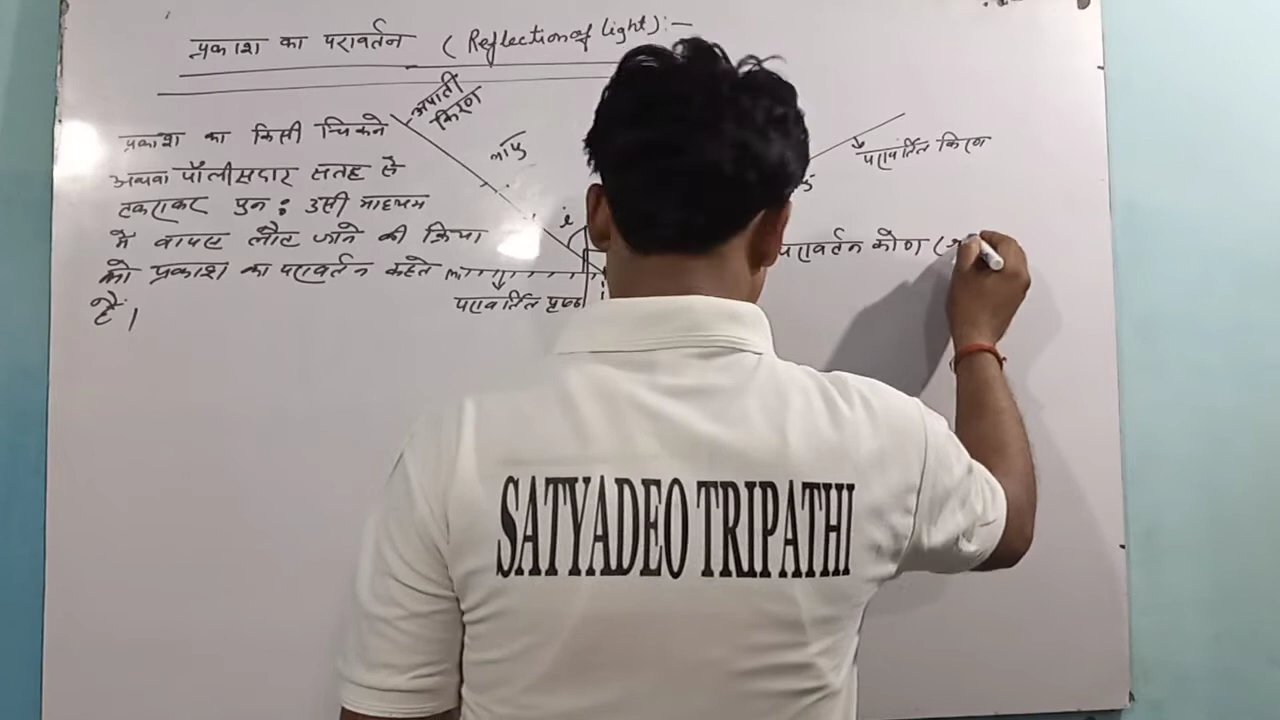 प्रकाश का परावर्तन ( Reflection of light):-
प्रकाश का किसी चिकने
अथवा पॉलीसदार सतह से
टकराकर पुनः उसी माध्यम
में वापस लौट जाने की क्रिया
को प्रकाश का परावर्तन कहते
हैं।
अपाती
किरण
वायु
i
परावर्तित किरण
परावर्तन कोण (
M
परावर्तित पृष्ठ
SATYADEO TRIPATHI